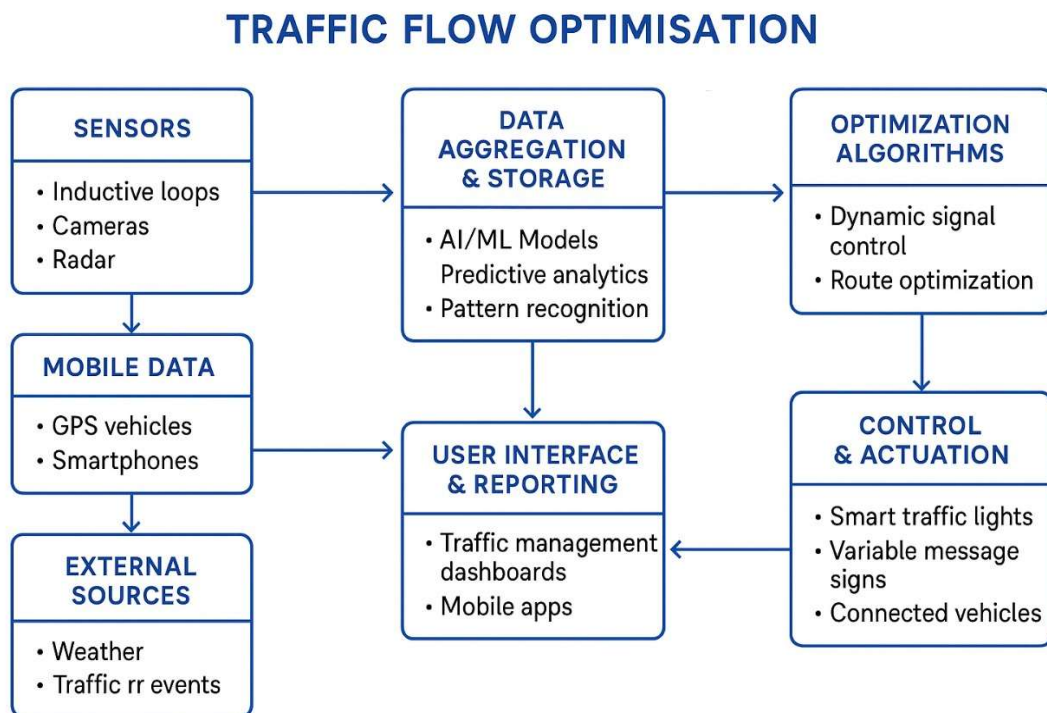 TRAFFIC FLOW OPTIMISATION
SENSORS
• Inductive loops
• Cameras
• Radar
MOBILE DATA
• GPS vehicles
• Smartphones
EXTERNAL
SOURCES
• Weather
• Traffic rr events
DATA
AGGREGATION
& STORAGE
• AI/ML Models
Predictive analytics
• Pattern recognition
USER INTERFACE
& REPORTING
• Traffic management
dashboards
• Mobile apps
OPTIMIZATION
ALGORITHMS
• Dynamic signal
control
• Route optimization
CONTROL
& ACTUATION
• Smart traffic lights
• Variable message
signs
• Connected vehicles